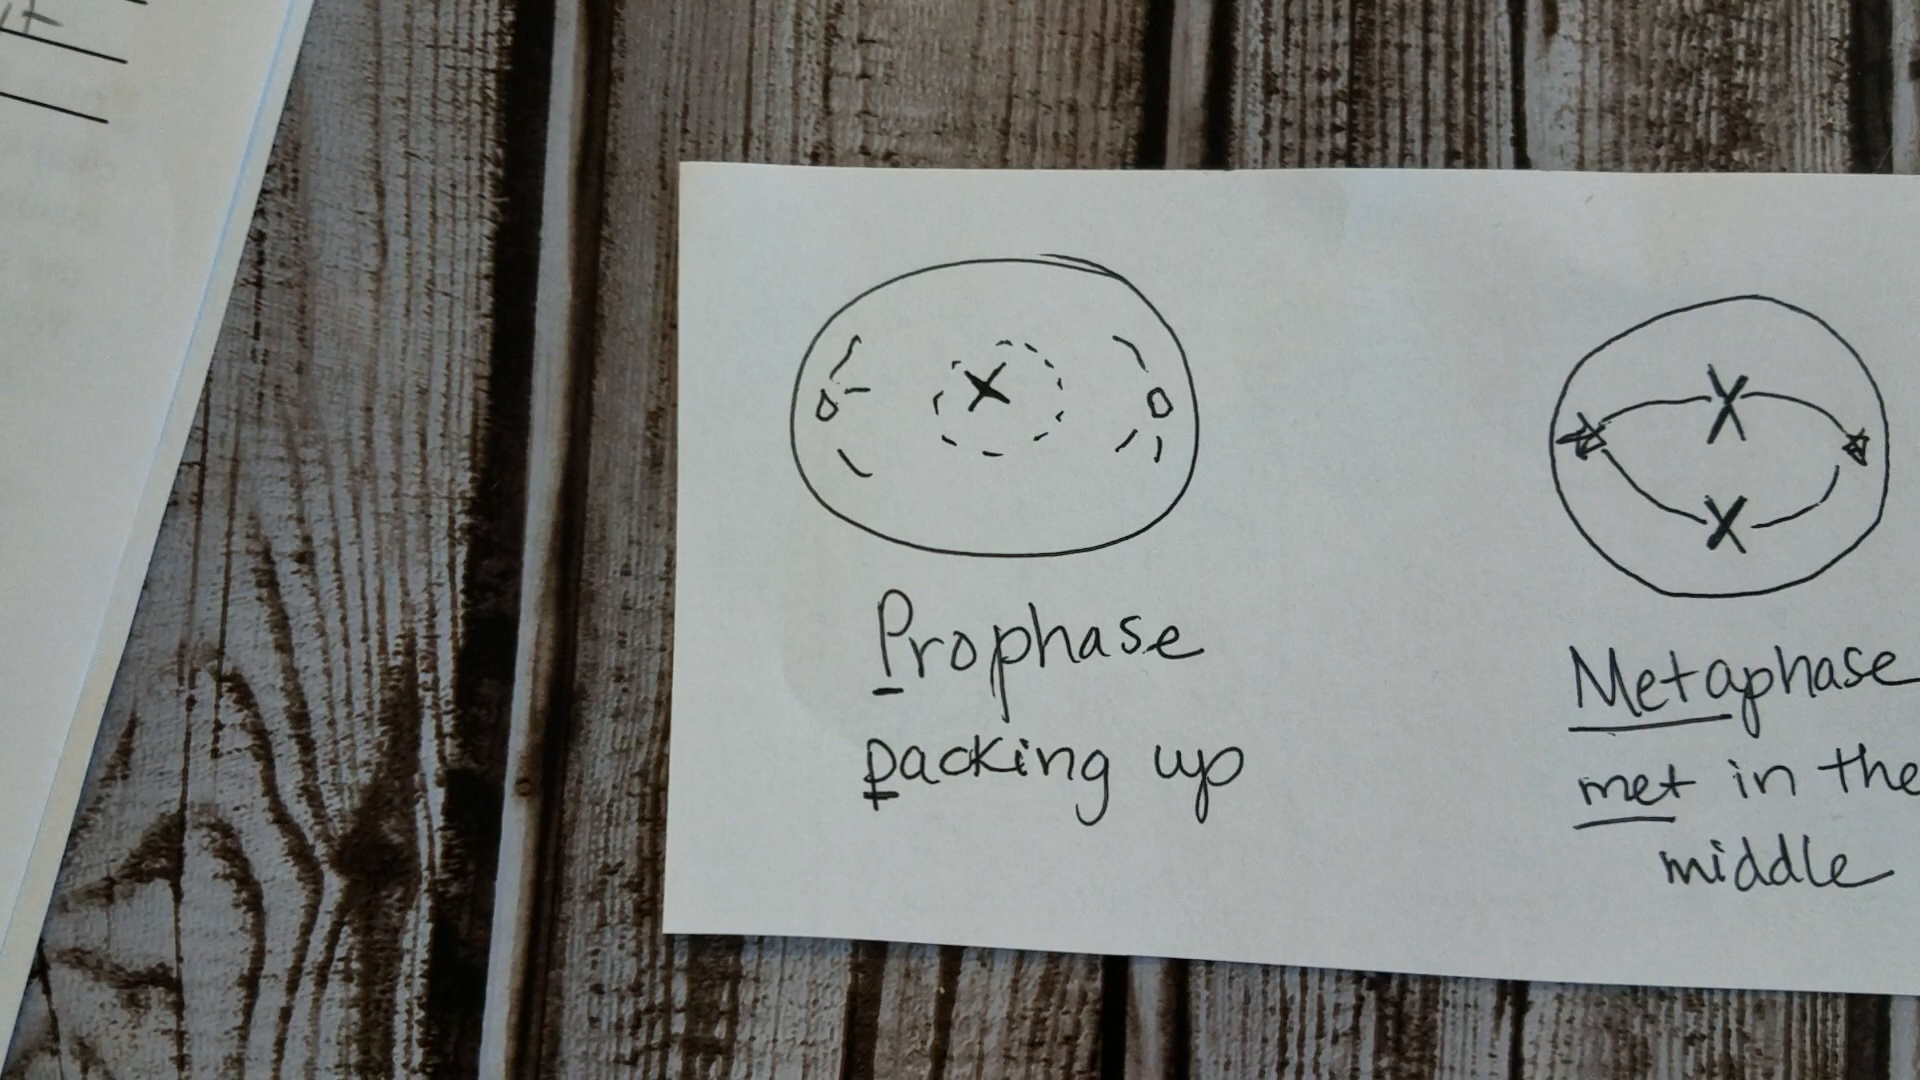 Prophase
packing up
Metaphase
met in the
middle